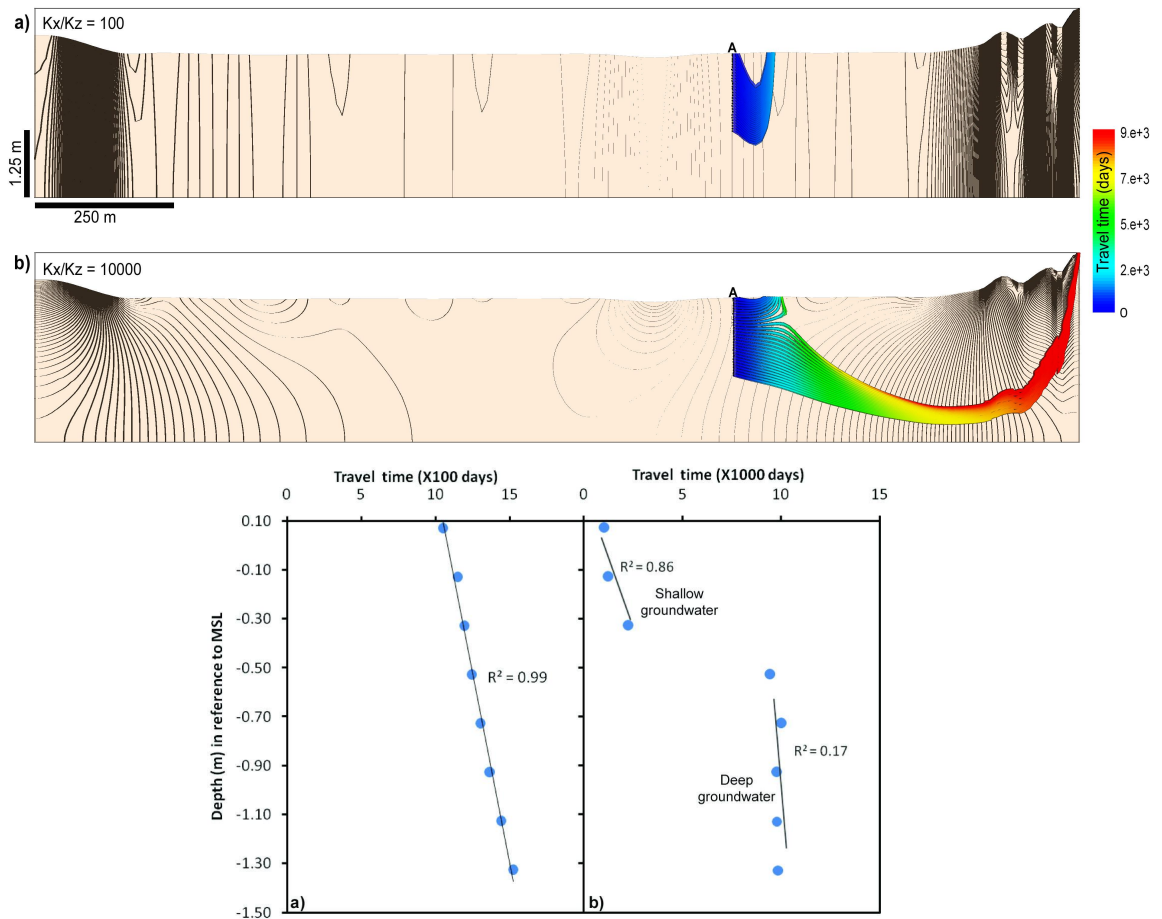 a)
Kx/Kz = 100
A
1.25 m
250 m
Travel time (days)
9.e+3
7.e+3
5.e+3
2.e+3
0
b)
Kx/Kz = 10000
A
Travel time (X100 days)
0 5 10 15
Travel time (X1000 days)
0 5 10 15
Depth (m) in reference to MSL
0.10
-0.10
-0.30
-0.50
-0.70
-0.90
-1.10
-1.30
-1.50
R² = 0.99
a)
R² = 0.86
Shallow
groundwater
R² = 0.17
Deep
groundwater
b)